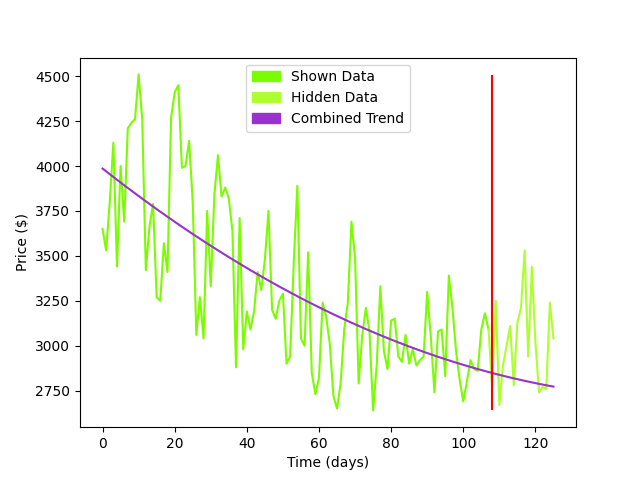 Shown Data
Hidden Data
Combined Trend
Price ($)
4500
4250
4000
3750
3500
3250
3000
2750
0 20 40 60 80 100 120
Time (days)